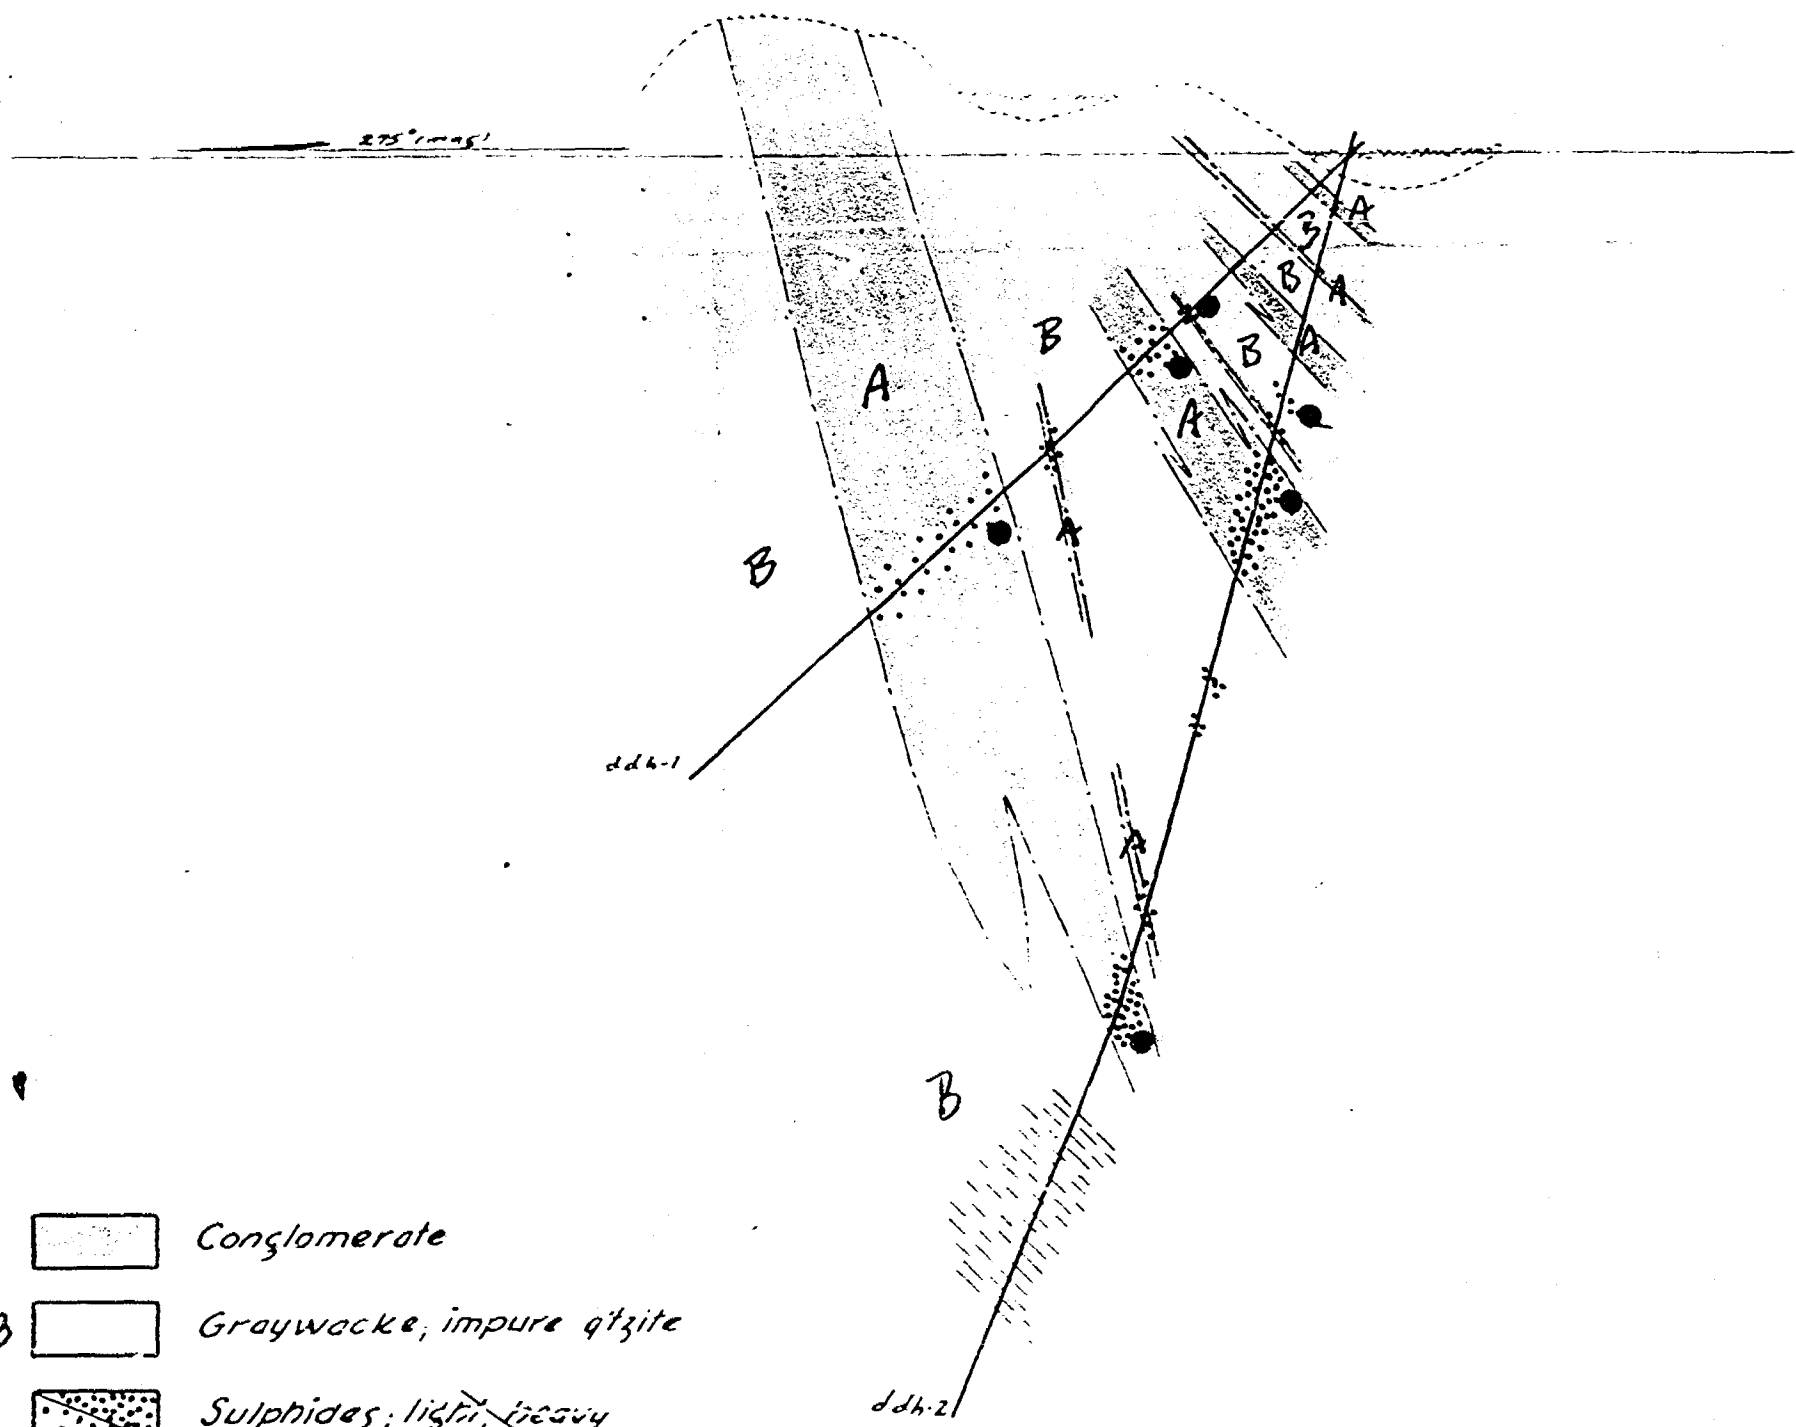 275° (mag)
A
B
A
B
A
B
A
B
A
A
B
A
B
ddh-1
A
B
Conglomerate
B Graywacke, impure q'tzite
Sulphides; light, heavy
ddh-2